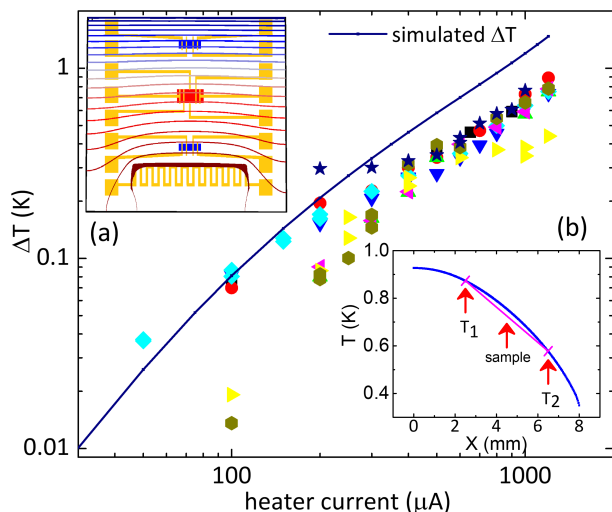 simulated ΔT
1
0.1
0.01
ΔT (K)
(a)
(b)
1.0
0.8
0.6
0.4
T (K)
T1
sample
T2
0 2 4 6 8
X (mm)
100 1000
heater current (μA)